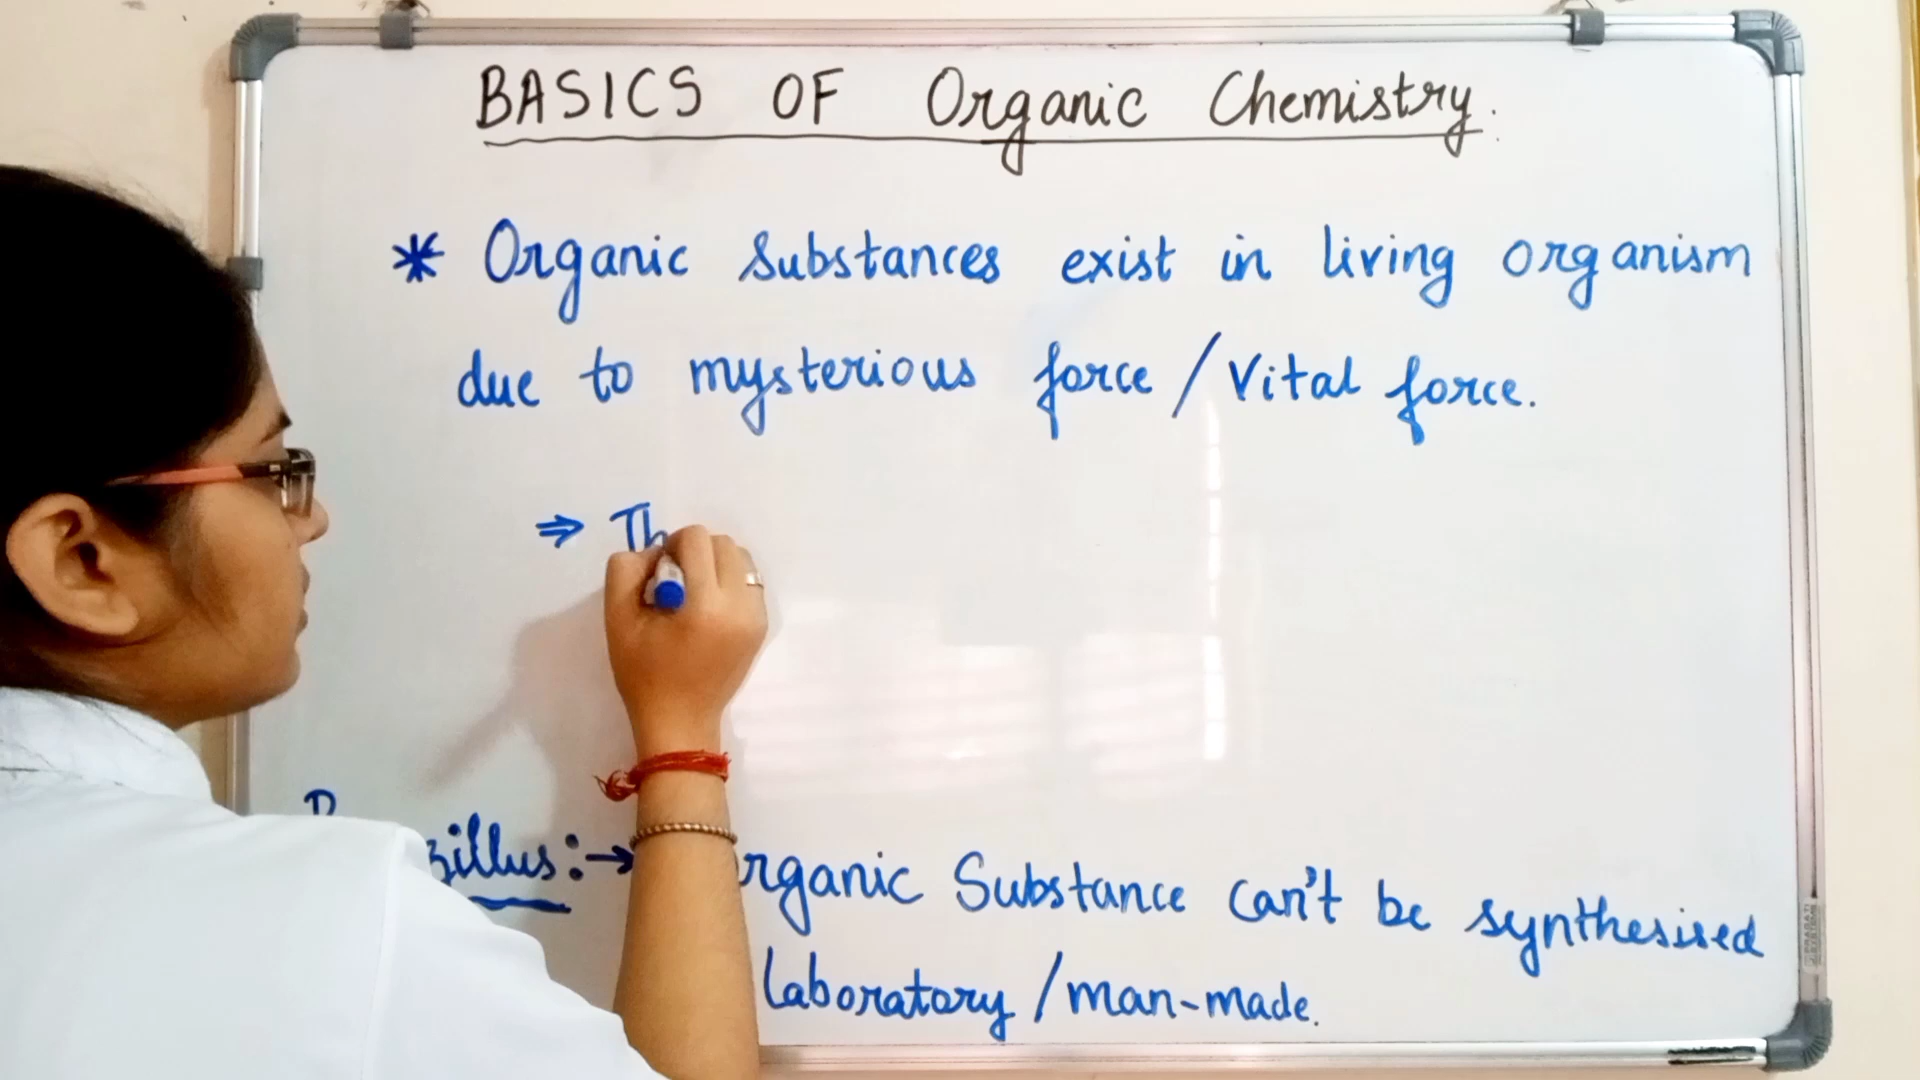 BASICS OF Organic Chemistry.
* Organic Substances exist in living organism
due to mysterious force / Vital force.
⇒ Th
:→ rganic Substance can't be synthesised
laboratory / man-made.